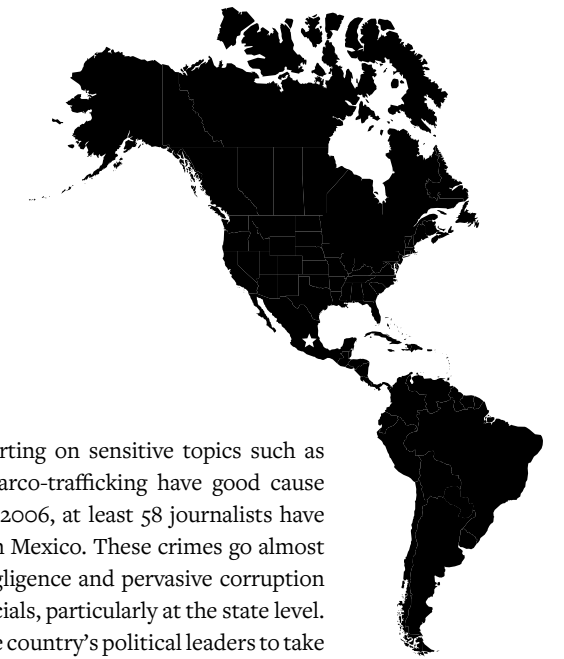 rting on sensitive topics such as
arco-trafficking have good cause
2006, at least 58 journalists have
Mexico. These crimes go almost
gligence and pervasive corruption
cials, particularly at the state level.
country's political leaders to take